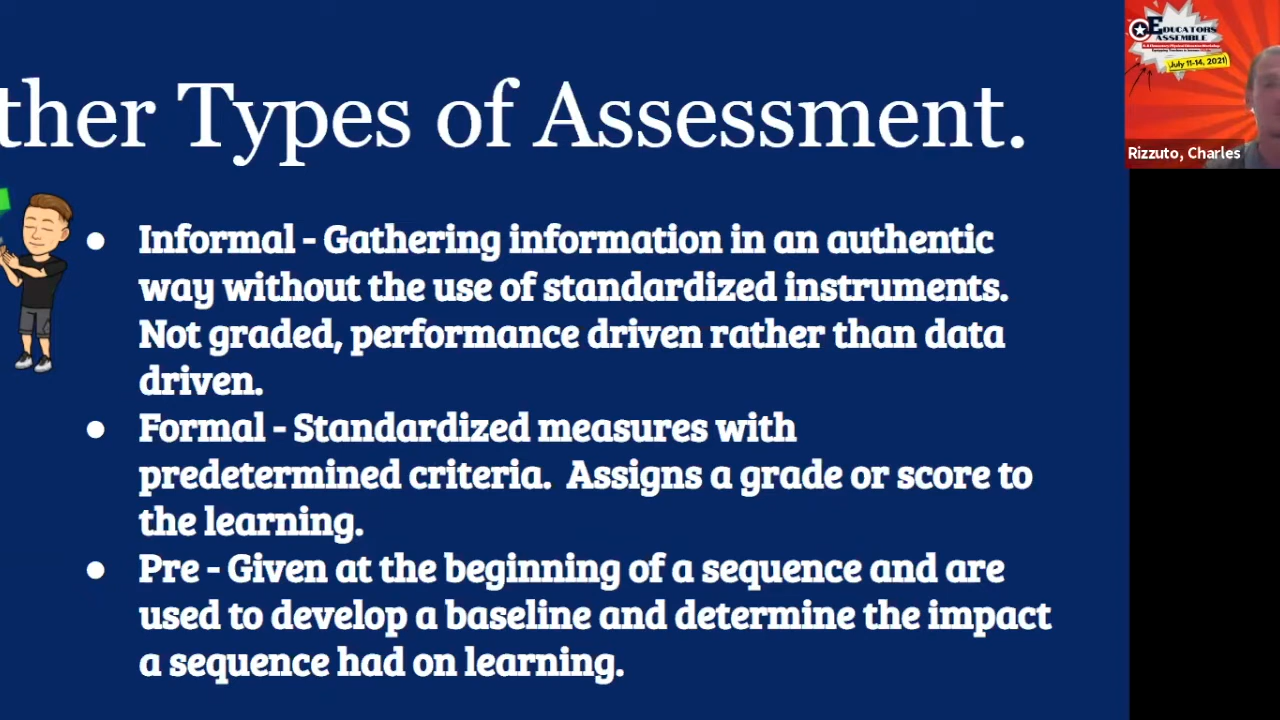 ther Types of Assessment.
EDUCATORS
ASSEMBLE
July 11-14, 2021
Rizzuto, Charles
● Informal - Gathering information in an authentic
way without the use of standardized instruments.
Not graded, performance driven rather than data
driven.
● Formal - Standardized measures with
predetermined criteria.  Assigns a grade or score to
the learning.
● Pre - Given at the beginning of a sequence and are
used to develop a baseline and determine the impact
a sequence had on learning.